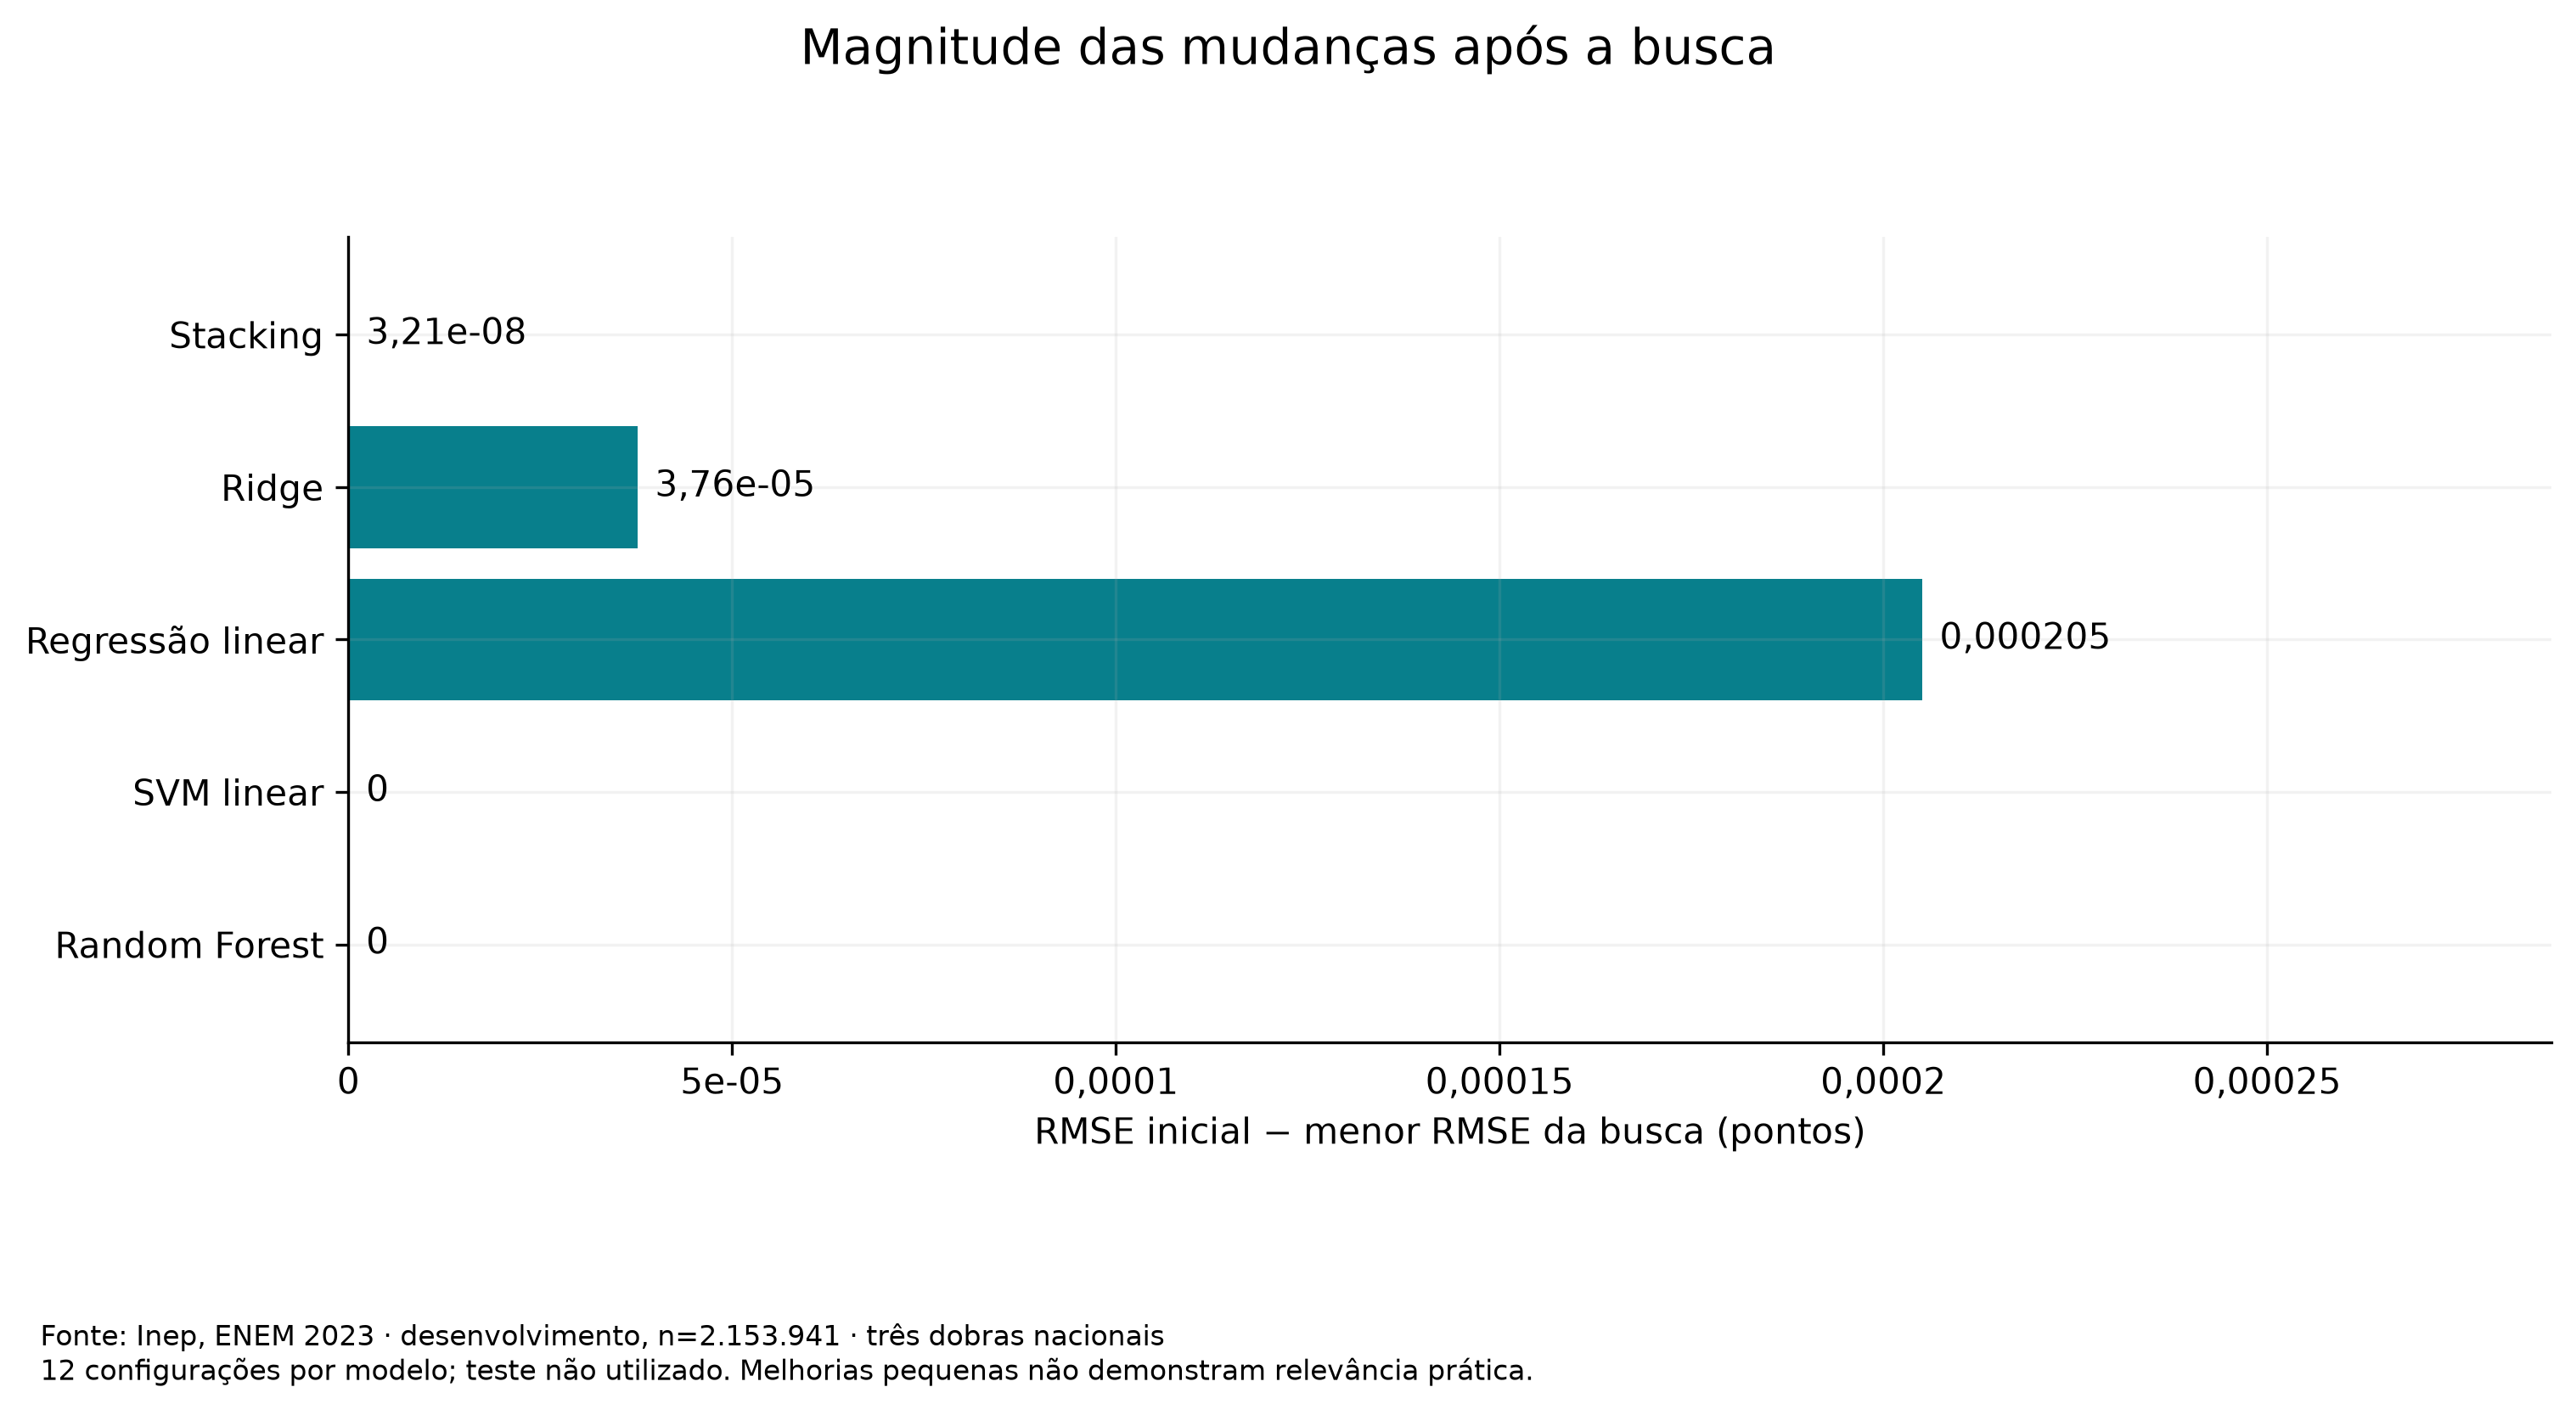 Magnitude das mudanças após a busca
Stacking
3,21e-08
Ridge
3,76e-05
Regressão linear
0,000205
SVM linear
0
Random Forest
0
0
5e-05
0,0001
0,00015
0,0002
0,00025
RMSE inicial − menor RMSE da busca (pontos)
Fonte: Inep, ENEM 2023 · desenvolvimento, n=2.153.941 · três dobras nacionais
12 configurações por modelo; teste não utilizado. Melhorias pequenas não demonstram relevância prática.